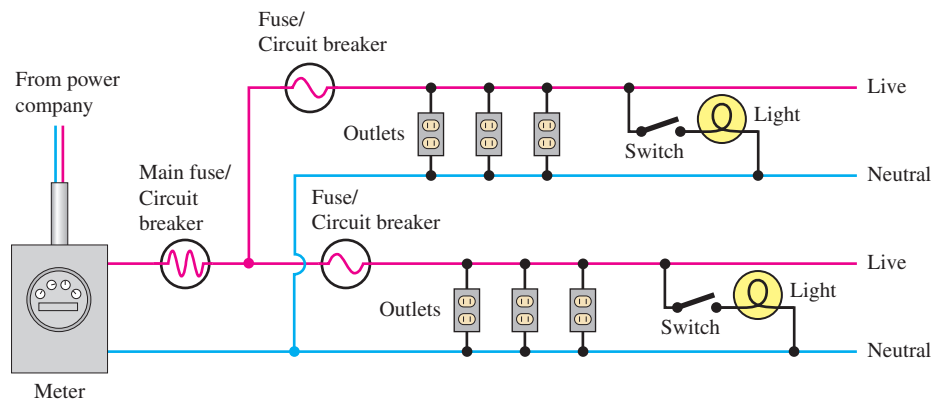 Fuse/
Circuit breaker
From power
company
Live
Outlets
Light
Switch
Main fuse/
Circuit
breaker
Neutral
Fuse/
Circuit breaker
Live
Outlets
Light
Switch
Neutral
Meter